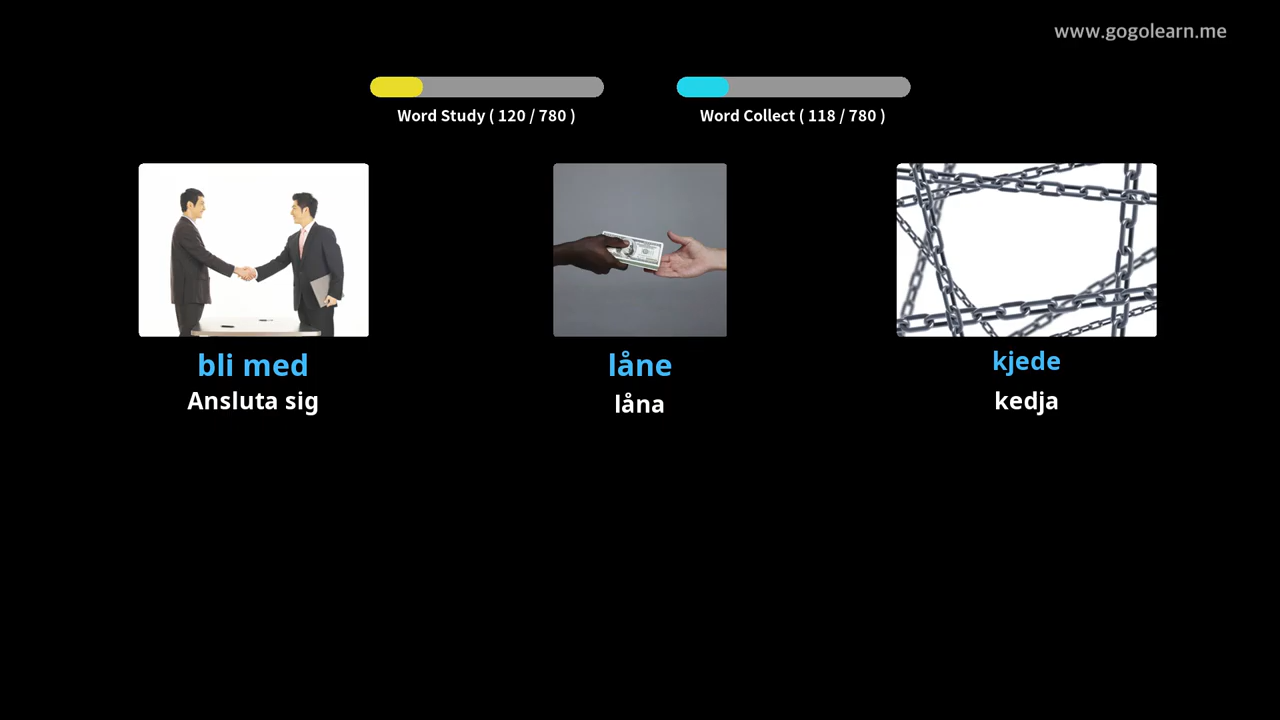 www.gogolearn.me
Word Study ( 120 / 780 )
Word Collect ( 118 / 780 )
bli med
låne
kjede
Ansluta sig
låna
kedja